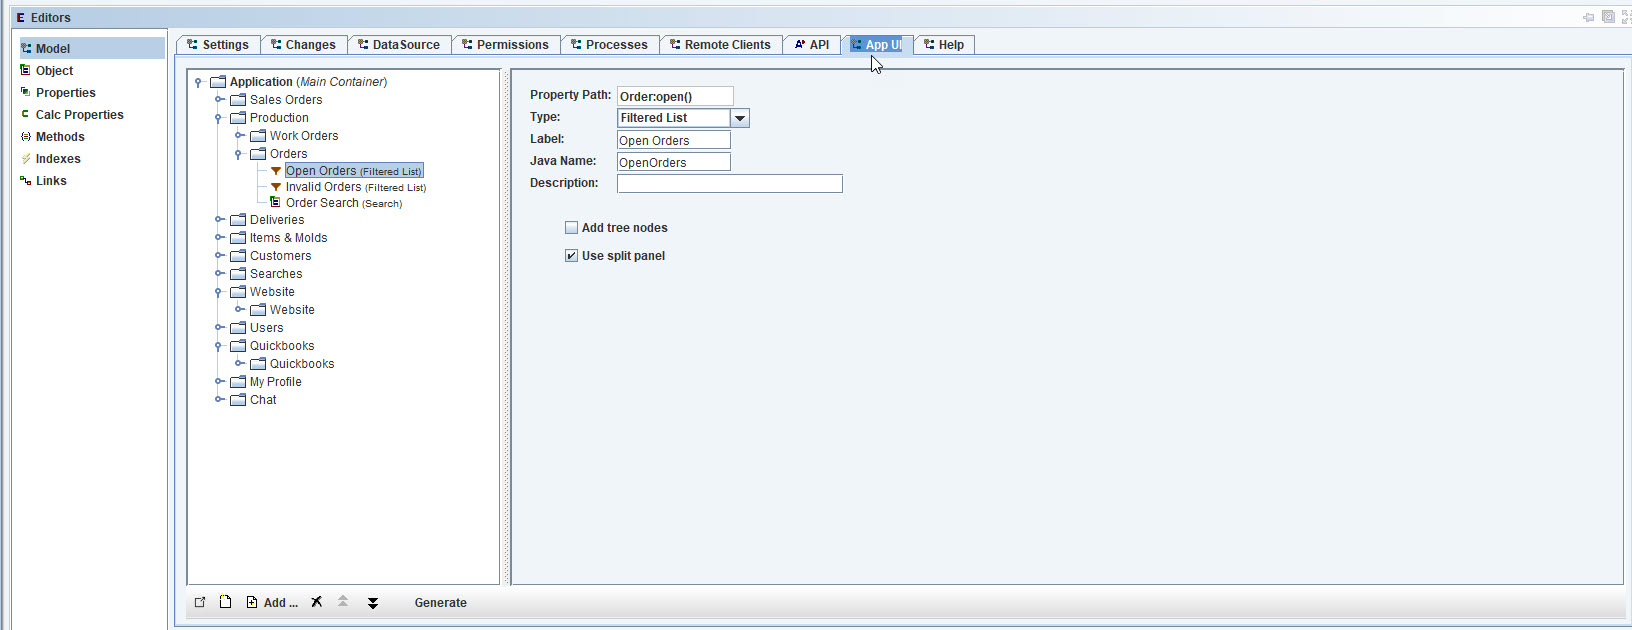 Editors
Model
Object
Properties
Calc Properties
Methods
Indexes
Links
Settings
Changes
DataSource
Permissions
Processes
Remote Clients
API
App UI
Help
Application (Main Container)
Sales Orders
Production
Work Orders
Orders
Open Orders (Filtered List)
Invalid Orders (Filtered List)
Order Search (Search)
Deliveries
Items & Molds
Customers
Searches
Website
Website
Users
Quickbooks
Quickbooks
My Profile
Chat
Property Path: Order:open()
Type: Filtered List
Label: Open Orders
Java Name: OpenOrders
Description:
Add tree nodes
Use split panel
Add ...
Generate